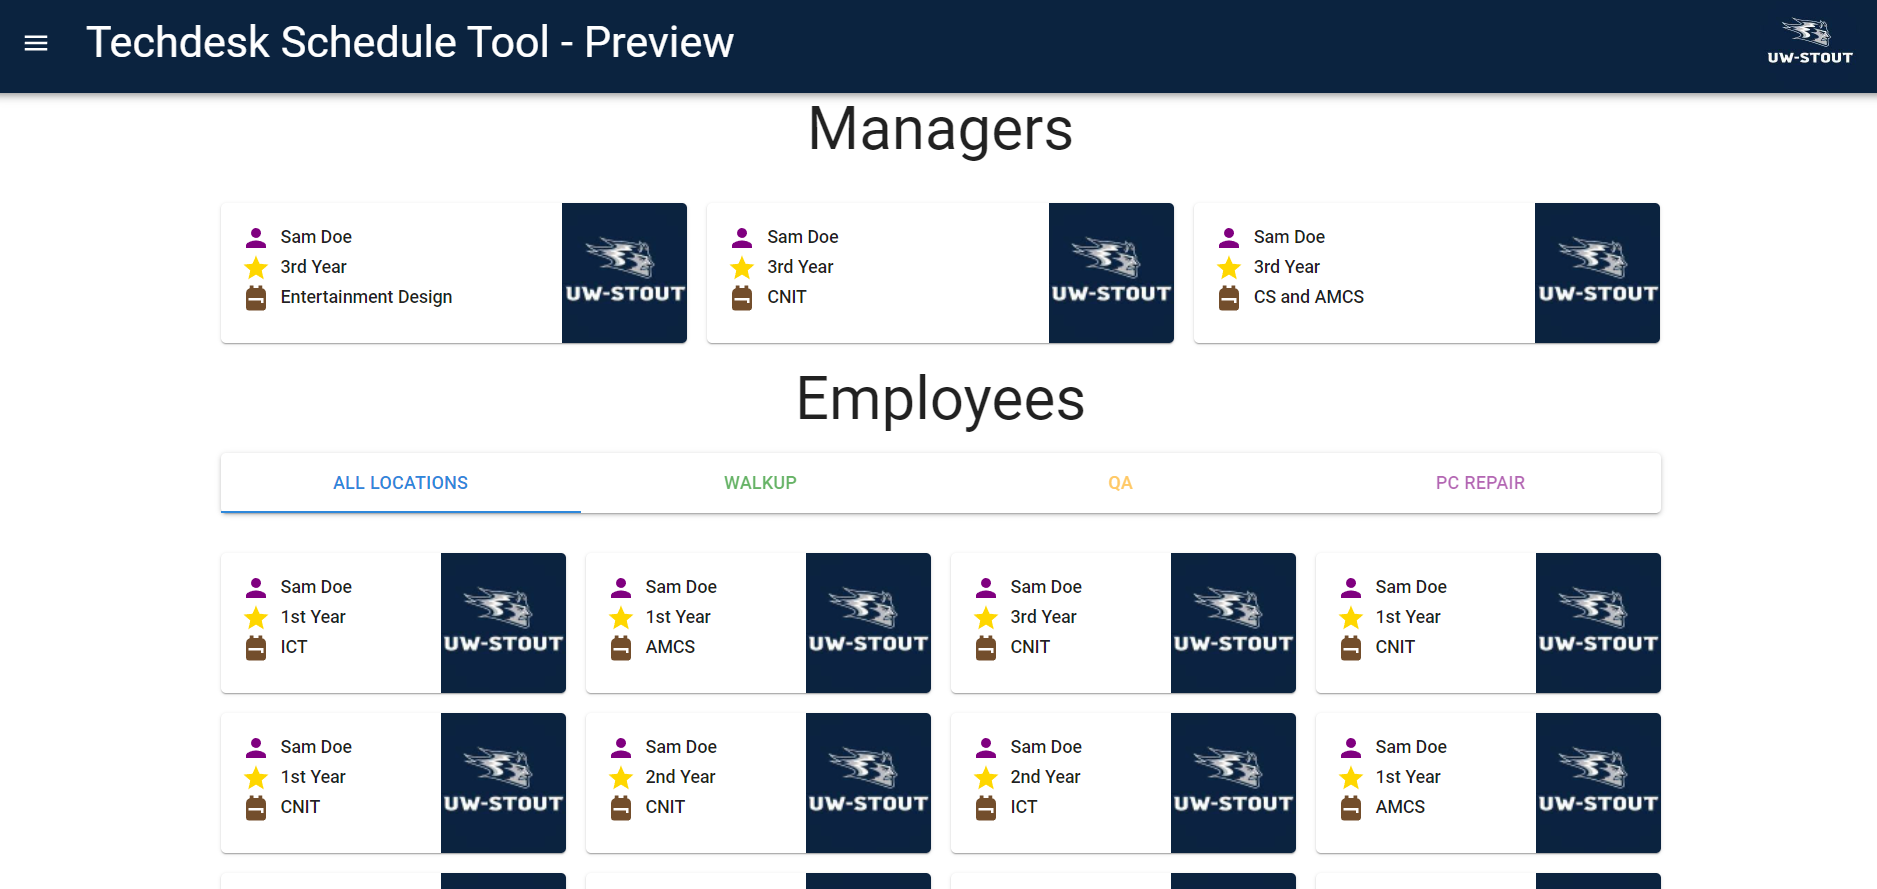 Techdesk Schedule Tool - Preview
UW-STOUT
Managers
Sam Doe
3rd Year
Entertainment Design
UW-STOUT
Sam Doe
3rd Year
CNIT
UW-STOUT
Sam Doe
3rd Year
CS and AMCS
UW-STOUT
Employees
ALL LOCATIONS
WALKUP
QA
PC REPAIR
Sam Doe
1st Year
ICT
UW-STOUT
Sam Doe
1st Year
AMCS
UW-STOUT
Sam Doe
3rd Year
CNIT
UW-STOUT
Sam Doe
1st Year
CNIT
UW-STOUT
Sam Doe
1st Year
CNIT
UW-STOUT
Sam Doe
2nd Year
CNIT
UW-STOUT
Sam Doe
2nd Year
ICT
UW-STOUT
Sam Doe
1st Year
AMCS
UW-STOUT